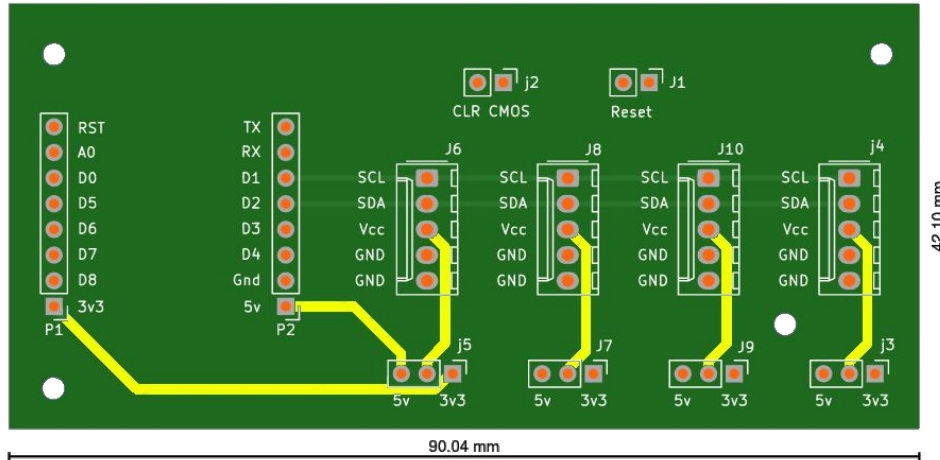 j2
J1
CLR CMOS
Reset
RST
TX
A0
RX
D0
D1
D5
D2
D6
D3
D7
D4
D8
Gnd
3v3
5v
P1
P2
J6
SCL
SDA
Vcc
GND
GND
J8
SCL
SDA
Vcc
GND
GND
J10
SCL
SDA
Vcc
GND
GND
j4
SCL
SDA
Vcc
GND
GND
j5
5v 3v3
J7
5v 3v3
J9
5v 3v3
j3
5v 3v3
42.10 mm
90.04 mm